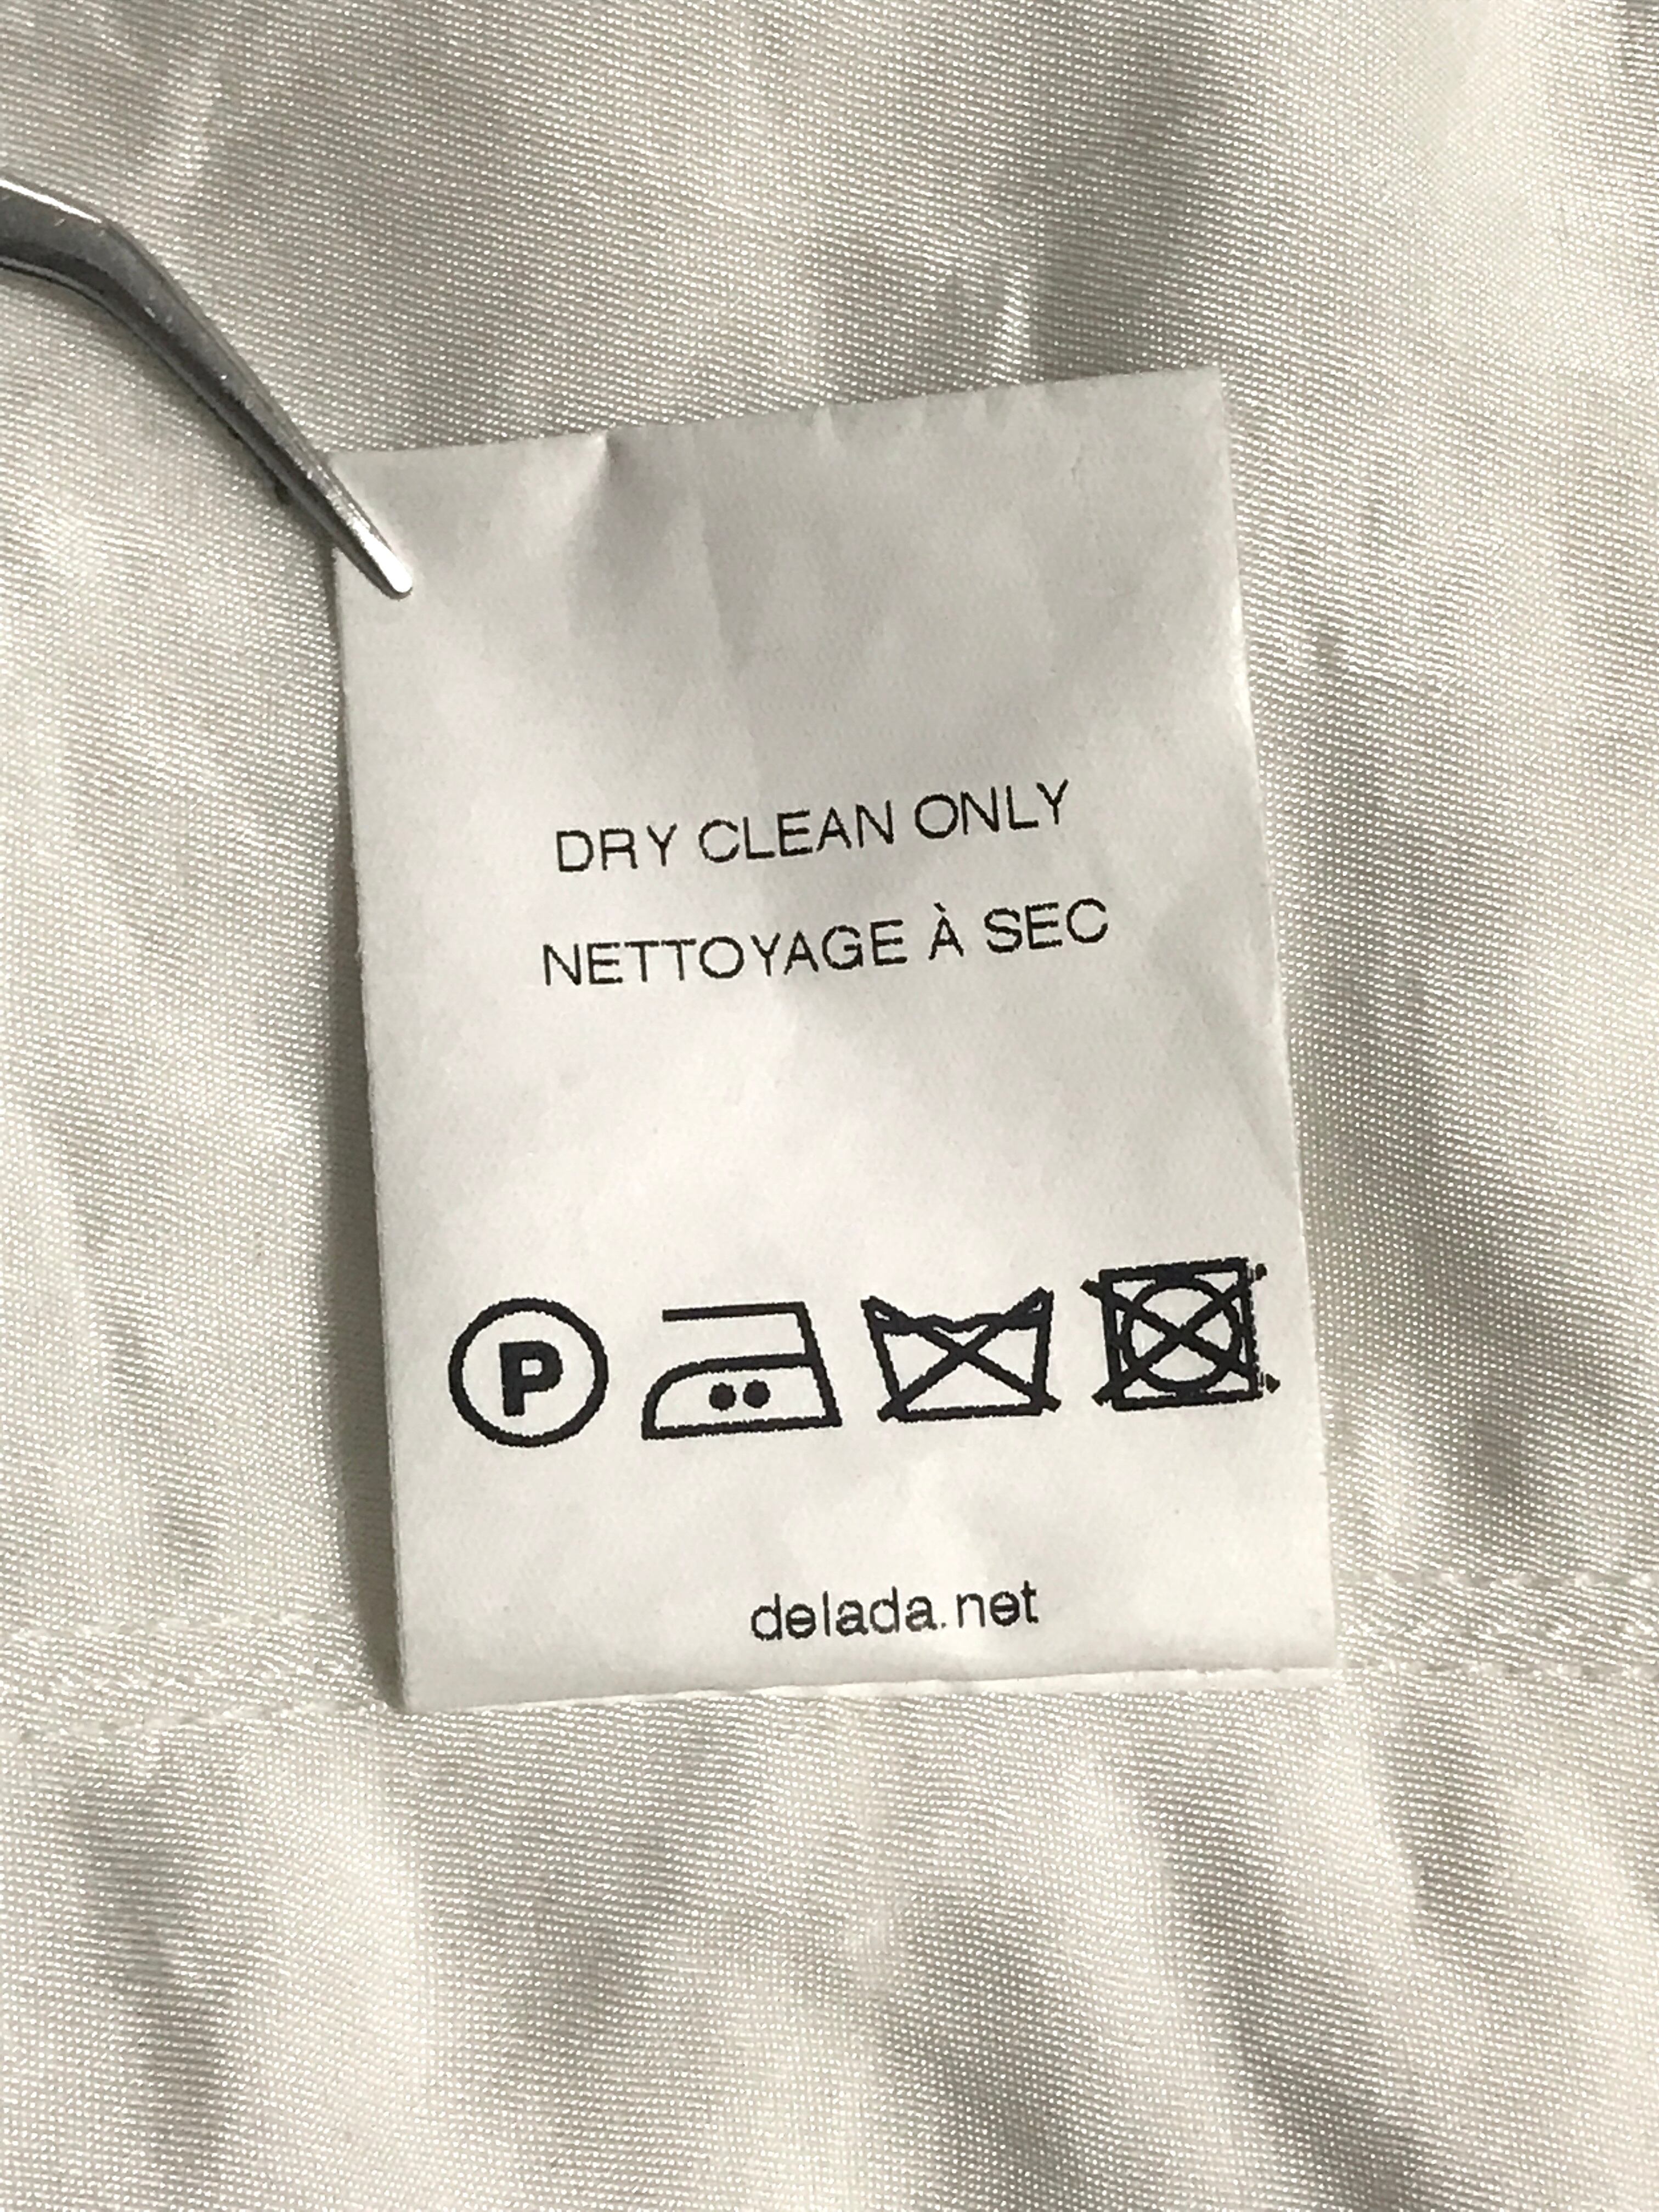 DRY CLEAN ONLY
NETTOYAGE À SEC
P
delada.net